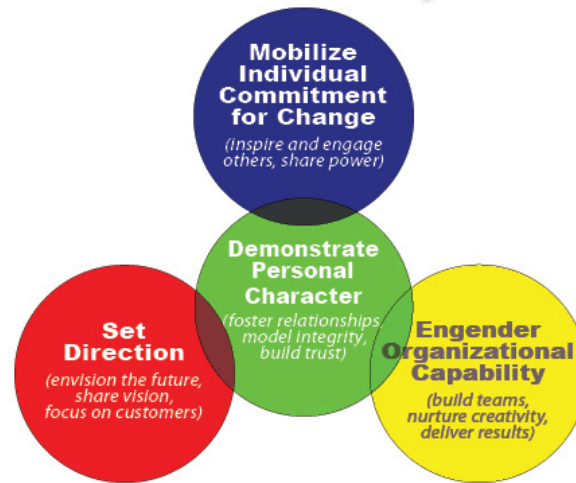 Mobilize
Individual
Commitment
for Change
(inspire and engage
others, share power)
Demonstrate
Personal
Character
(foster relationships,
model integrity,
build trust)
Set
Direction
(envision the future,
share vision,
focus on customers)
Engender
Organizational
Capability
(build teams,
nurture creativity,
deliver results)